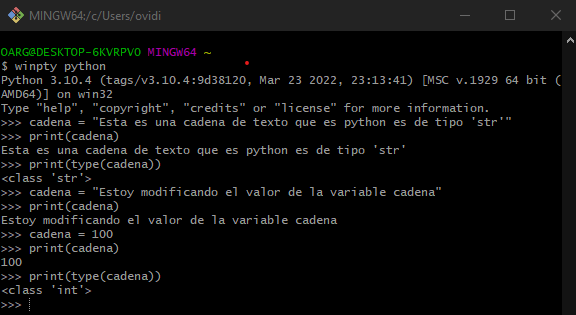 MINGW64:/c/Users/ovidi
OARG@DESKTOP-6KVRPVO MINGW64 ~
$ winpty python
Python 3.10.4 (tags/v3.10.4:9d38120, Mar 23 2022, 23:13:41) [MSC v.1929 64 bit (
AMD64)] on win32
Type "help", "copyright", "credits" or "license" for more information.
>>> cadena = "Esta es una cadena de texto que es python es de tipo 'str'"
>>> print(cadena)
Esta es una cadena de texto que es python es de tipo 'str'
>>> print(type(cadena))
<class 'str'>
>>> cadena = "Estoy modificando el valor de la variable cadena"
>>> print(cadena)
Estoy modificando el valor de la variable cadena
>>> cadena = 100
>>> print(cadena)
100
>>> print(type(cadena))
<class 'int'>
>>>